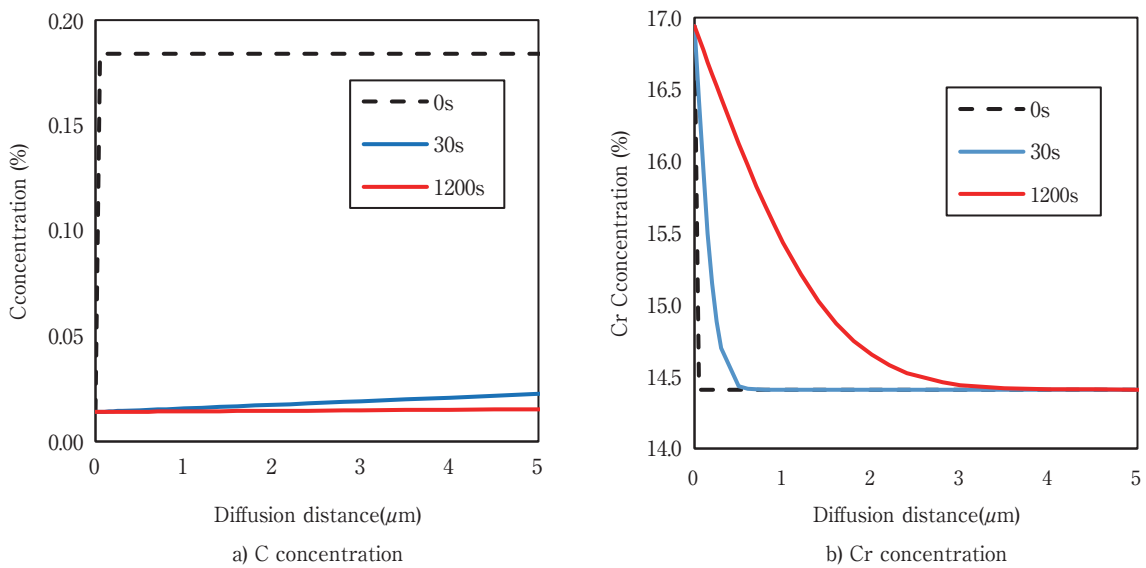 0.20
0.15
0.10
0.05
0.00
Cconcentration (%)
0s
30s
1200s
0
1
2
3
4
5
Diffusion distance(μm)
a) C concentration
17.0
16.5
16.0
15.5
15.0
14.5
14.0
Cr Cconcentration (%)
0s
30s
1200s
0
1
2
3
4
5
Diffusion distance(μm)
b) Cr concentration